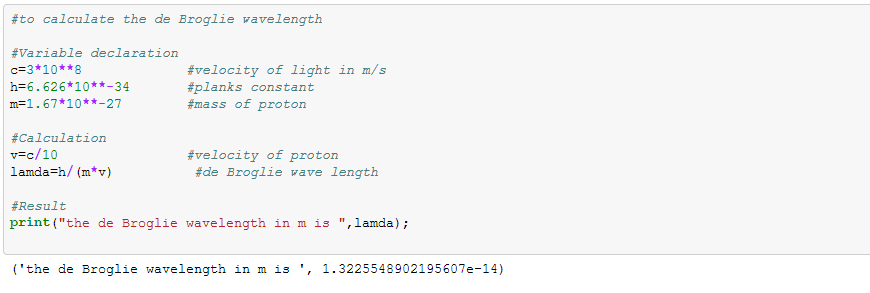 #to calculate the de Broglie wavelength
#Variable declaration
c=3*10**8 #velocity of light in m/s
h=6.626*10**-34 #planks constant
m=1.67*10**-27 #mass of proton
#Calculation
v=c/10 #velocity of proton
lamda=h/(m*v) #de Broglie wave length
#Result
print("the de Broglie wavelength in m is ",lamda);
('the de Broglie wavelength in m is ', 1.3225548902195607e-14)